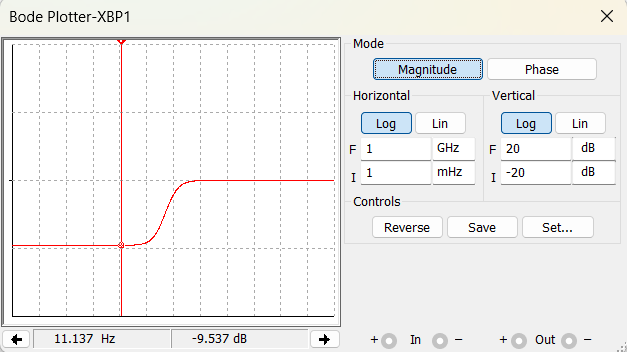 Bode Plotter-XBP1
Mode
Magnitude Phase
Horizontal Vertical
Log Lin Log Lin
F 1 GHz F 20 dB
I 1 mHz I -20 dB
Controls
Reverse Save Set...
11.137 Hz -9.537 dB + In - + Out -